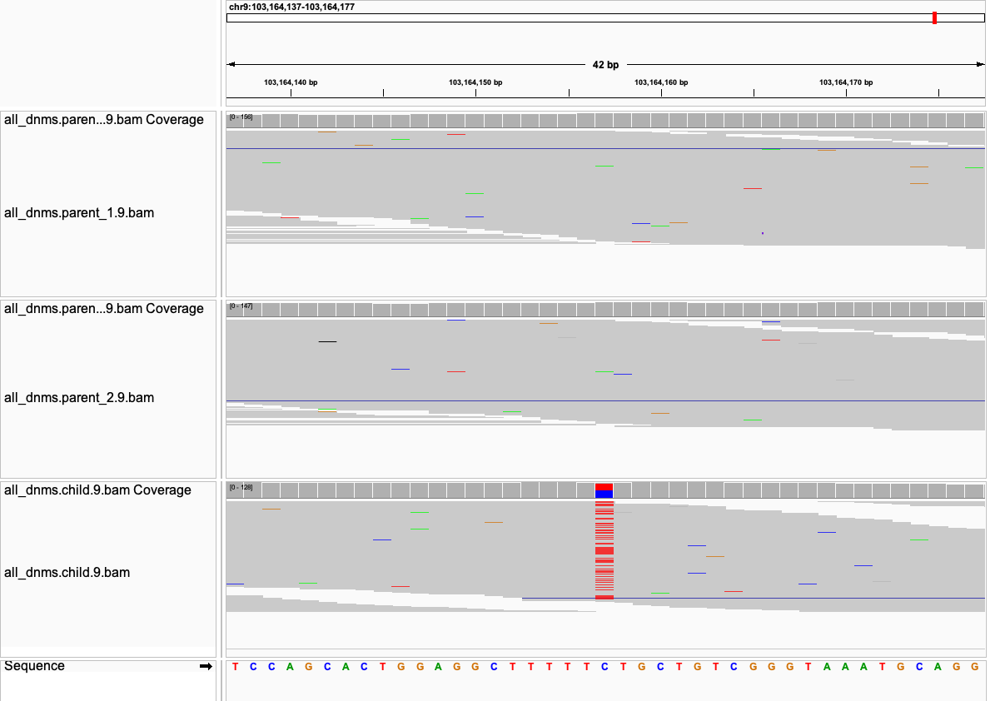 chr9:103,164,137-103,164,177
42 bp
103,164,140 bp 103,164,150 bp 103,164,160 bp 103,164,170 bp
all_dnms.paren...9.bam Coverage
[0 - 156]
all_dnms.parent_1.9.bam
all_dnms.paren...9.bam Coverage
[0 - 147]
all_dnms.parent_2.9.bam
all_dnms.child.9.bam Coverage
[0 - 128]
all_dnms.child.9.bam
Sequence T C C A G C A C T G G A G G C T T T T T C T G C T G T C G G G T A A A T G C A G G